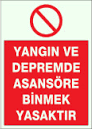 YANGIN VE
DEPREMDE
ASANSÖRE
BİNMEK
YASAKTIR